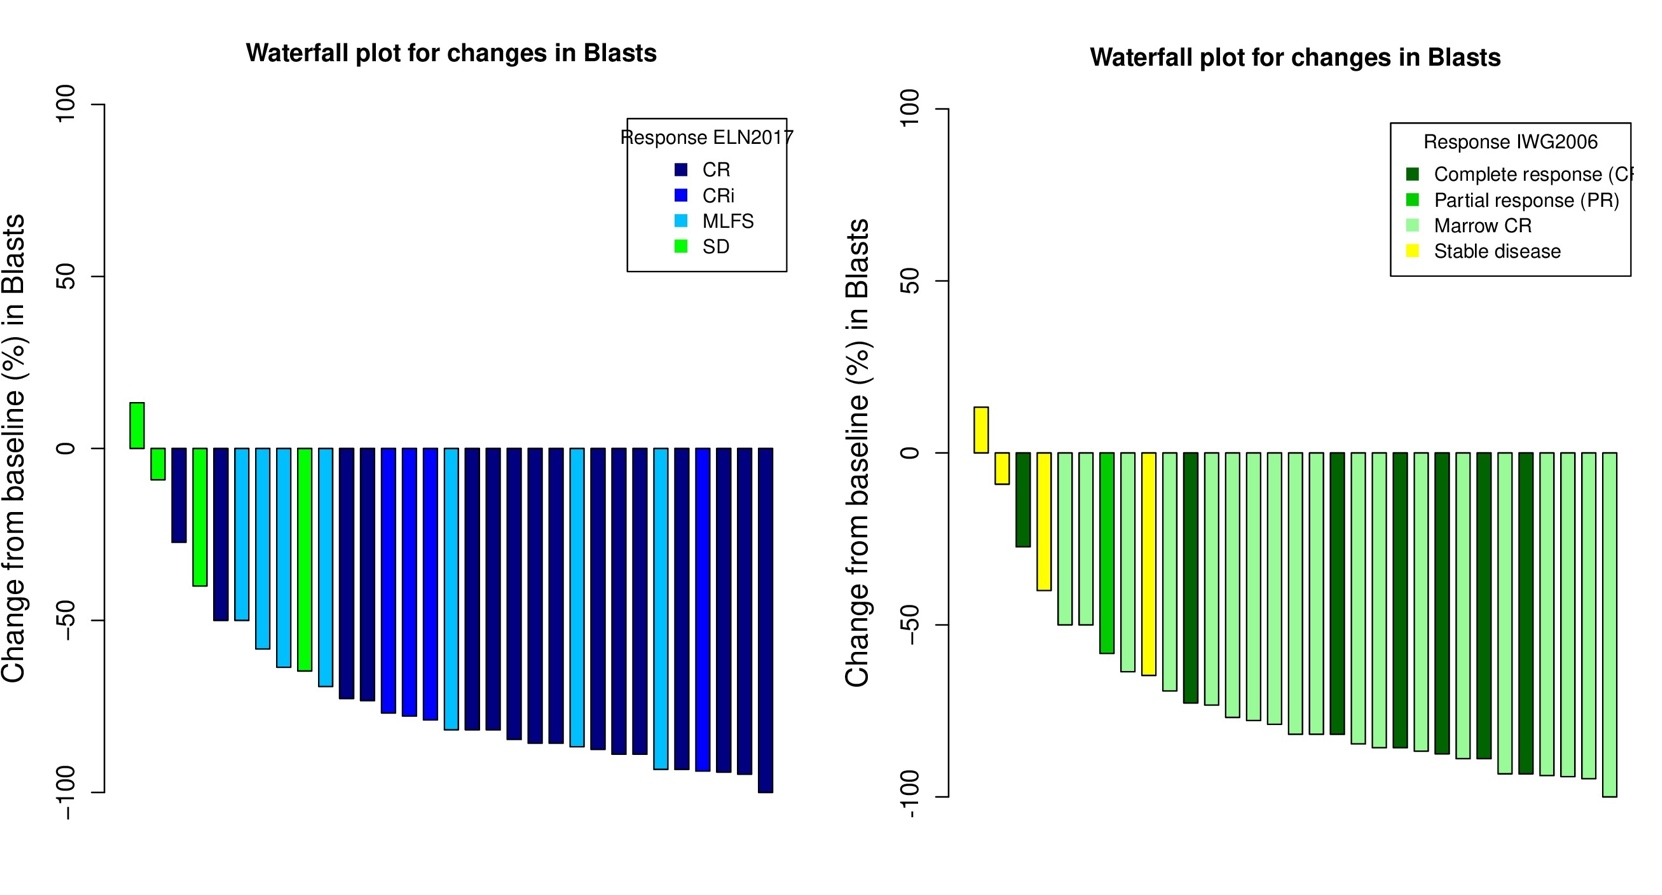 Waterfall plot for changes in Blasts
100
50
0
−50
−100
Change from baseline (%) in Blasts
Response ELN2017
CR
CRi
MLFS
SD
Waterfall plot for changes in Blasts
100
50
0
−50
-100
Change from baseline (%) in Blasts
Response IWG2006
Complete response (CR
Partial response (PR)
Marrow CR
Stable disease